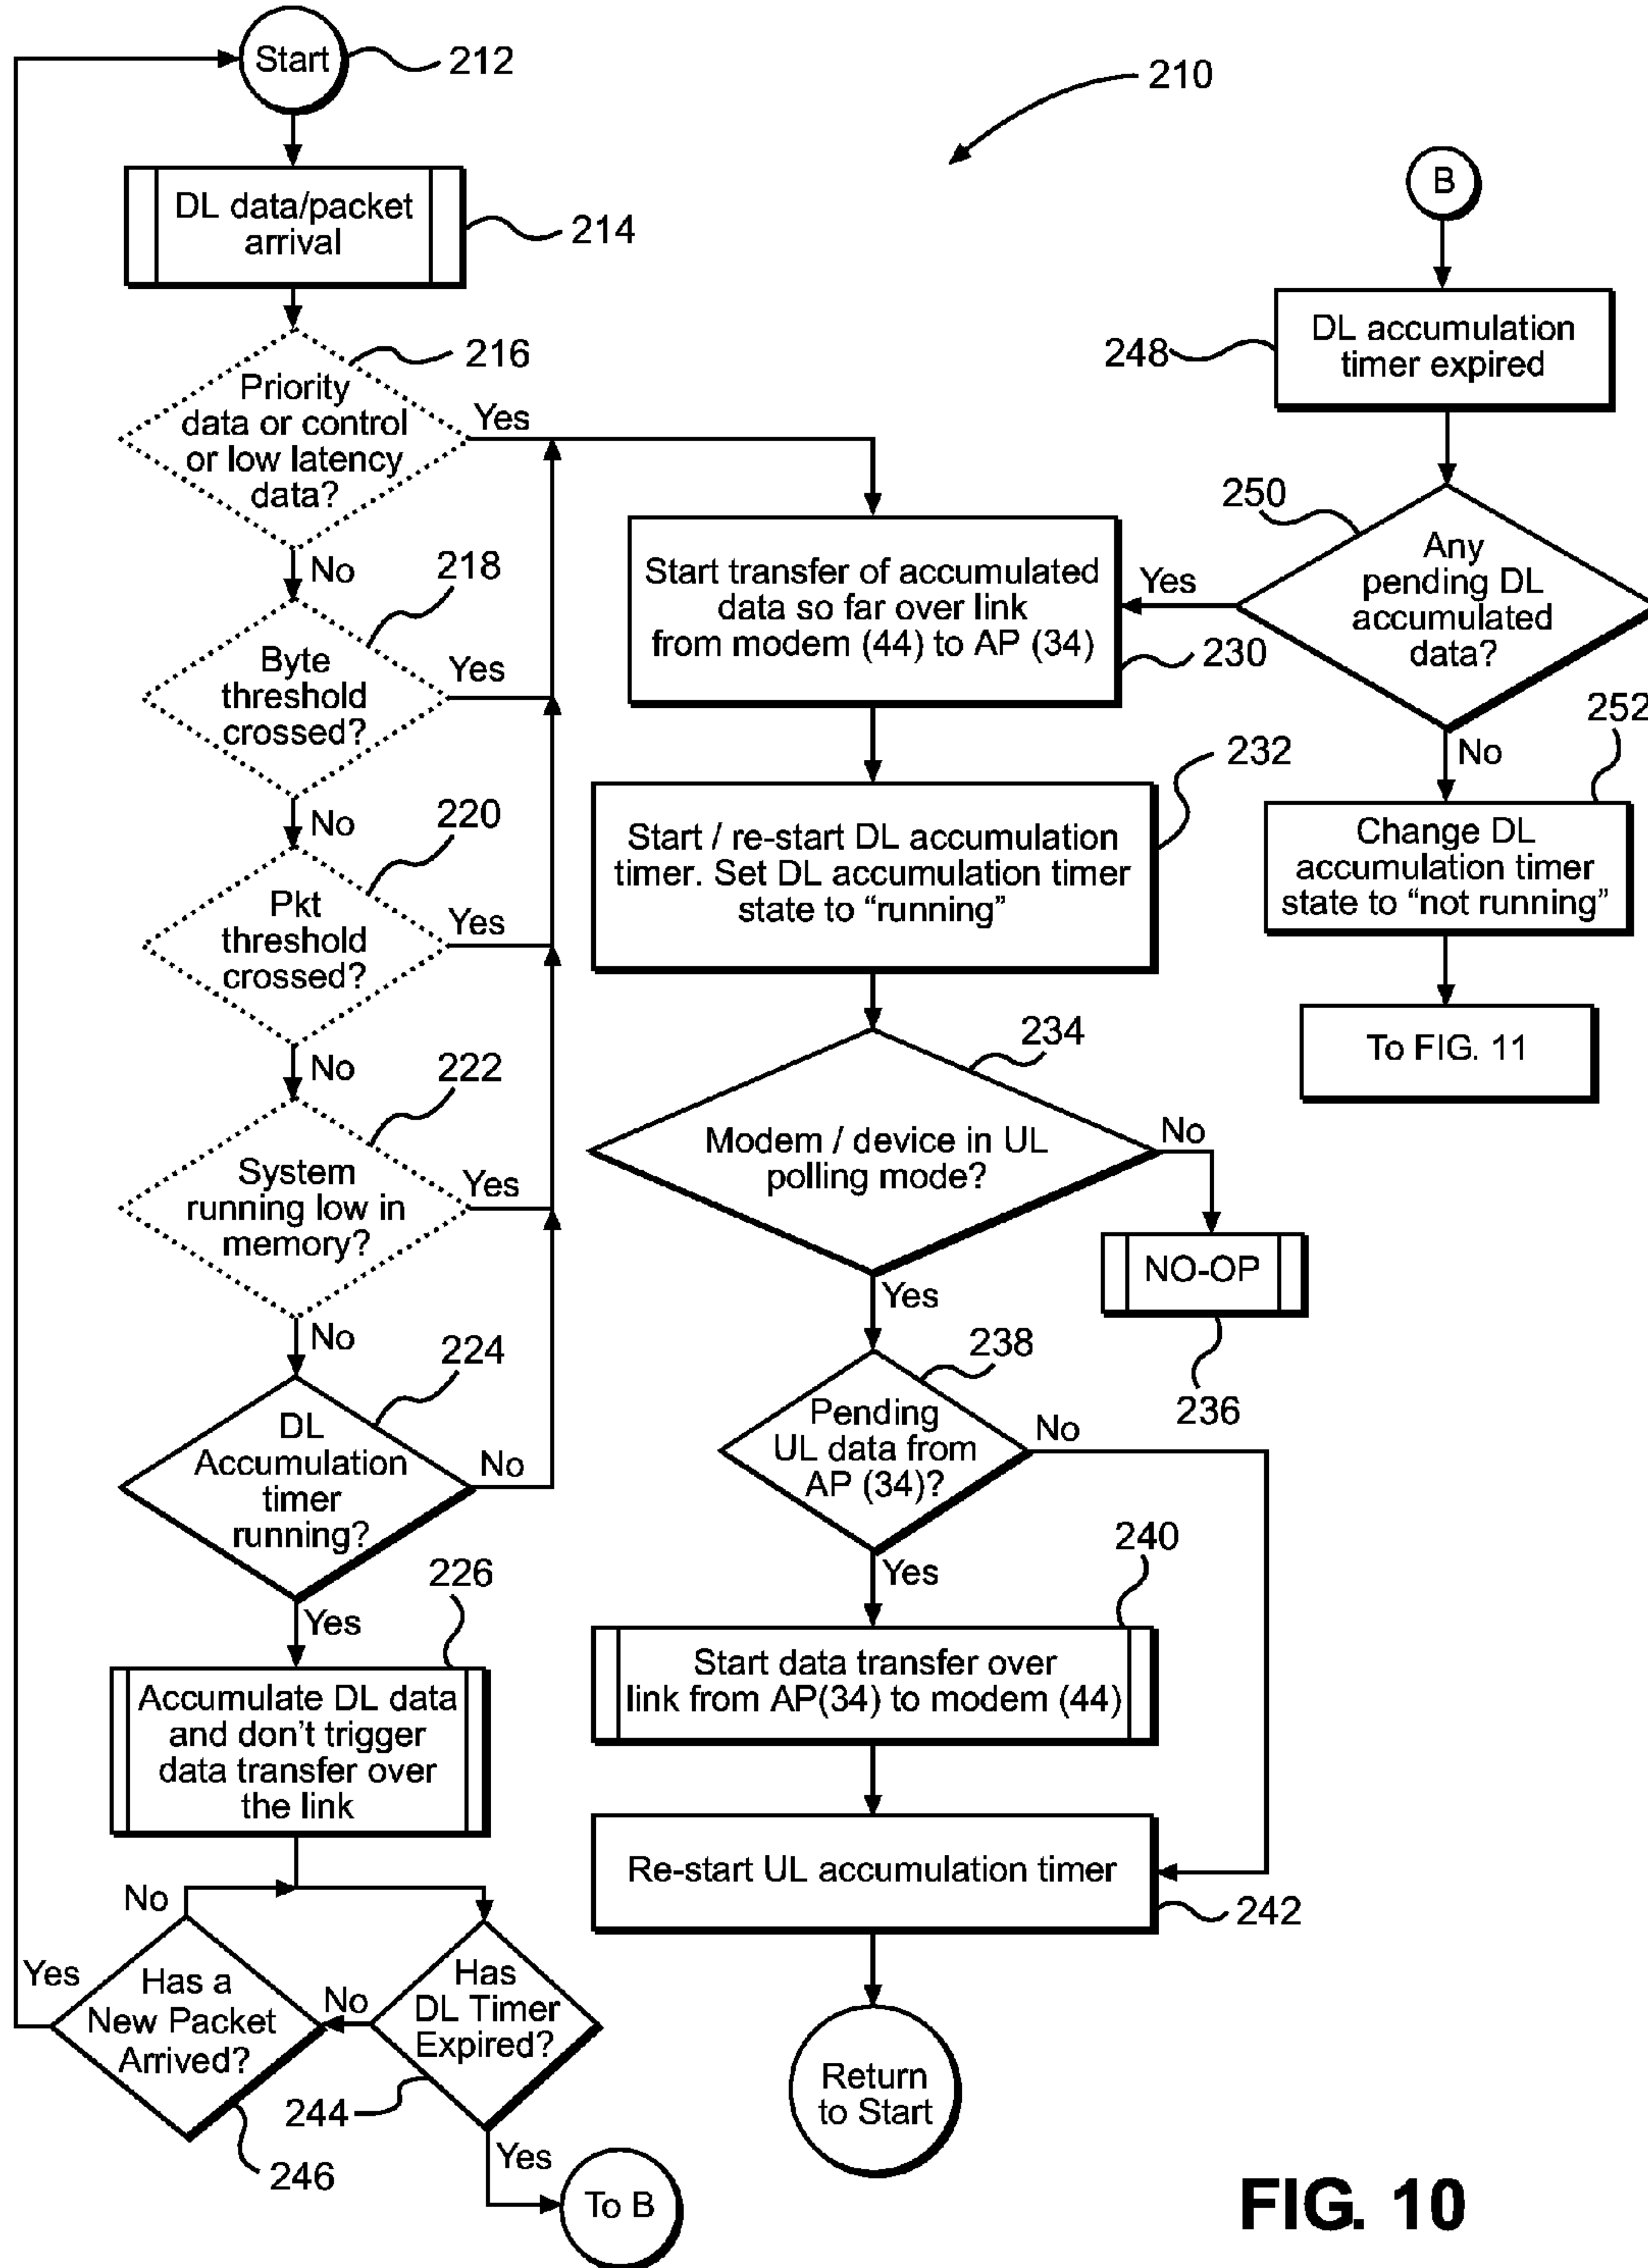 Start
212
210
DL data/packet
arrival
214
216
Priority
data or control
or low latency
data?
Yes
No
218
Byte
threshold
crossed?
Yes
No
220
Pkt
threshold
crossed?
Yes
No
222
System
running low in
memory?
Yes
No
224
DL
Accumulation
timer
running?
No
Yes
226
Accumulate DL data
and don't trigger
data transfer over
the link
No
Yes
Has a
New Packet
Arrived?
246
No
Has
DL Timer
Expired?
244
Yes
To B
Start transfer of accumulated
data so far over link
from modem (44) to AP (34)
230
232
Start / re-start DL accumulation
timer. Set DL accumulation timer
state to “running”
234
Modem / device in UL
polling mode?
No
NO-OP
236
Yes
238
Pending
UL data from
AP (34)?
No
Yes
240
Start data transfer over
link from AP(34) to modem (44)
Re-start UL accumulation timer
242
Return
to Start
B
248
DL accumulation
timer expired
250
Any
pending DL
accumulated
data?
Yes
No
252
Change DL
accumulation timer
state to “not running”
To FIG. 11
FIG. 10